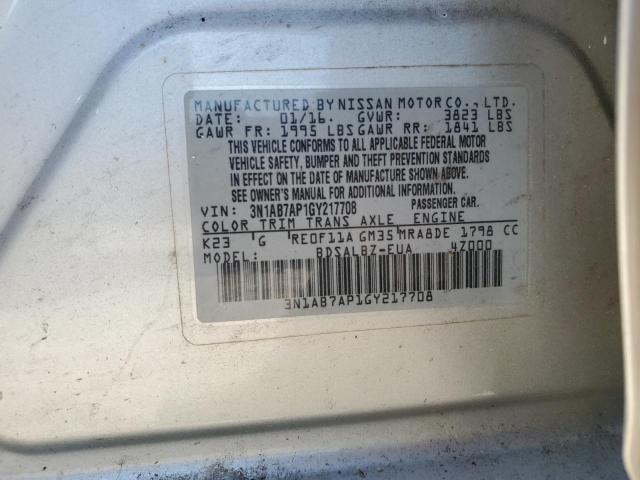 MANUFACTURED BY NISSAN MOTOR CO., LTD.
DATE: 01/16. GVWR: 3823 LBS
GAWR FR: 1995 LBS GAWR RR: 1841 LBS
THIS VEHICLE CONFORMS TO ALL APPLICABLE FEDERAL MOTOR
VEHICLE SAFETY, BUMPER AND THEFT PREVENTION STANDARDS
IN EFFECT ON THE DATE OF MANUFACTURE SHOWN ABOVE.
SEE OWNER'S MANUAL FOR ADDITIONAL INFORMATION.
VIN: 3N1AB7AP1GY217708 PASSENGER CAR.
COLOR TRIM TRANS AXLE ENGINE
K23 G RE0F11A GM35 MRA8DE 1798 CC
BDSALBZ-EUA 4Z000
3N1AB7AP1GY217708